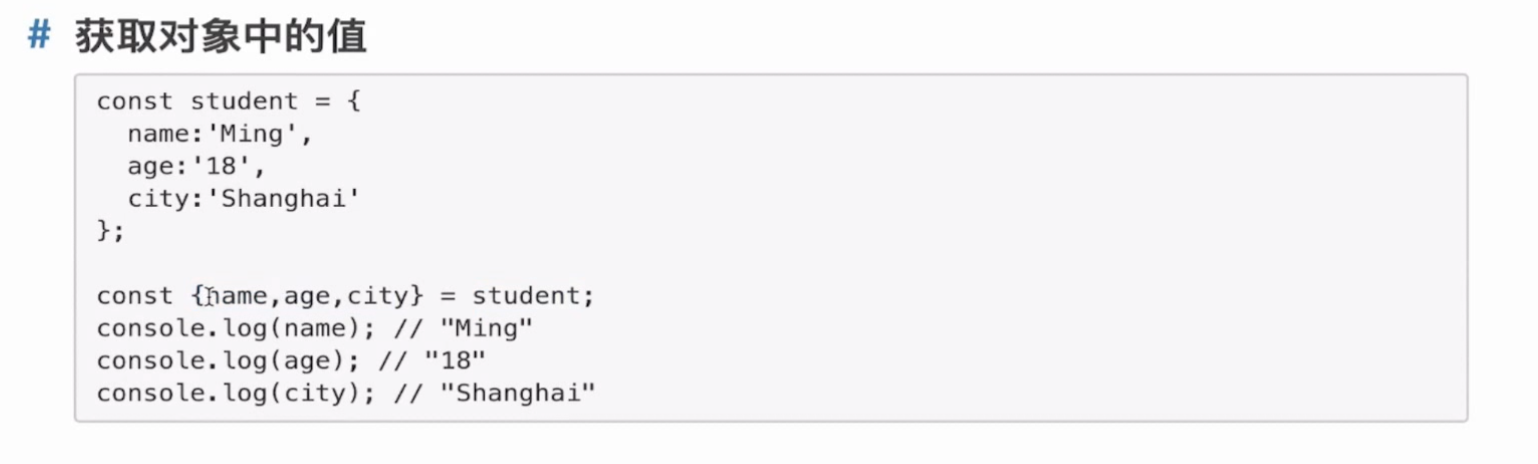 # 获取对象中的值
const student = {
  name:'Ming',
  age:'18',
  city:'Shanghai'
};

const {name,age,city} = student;
console.log(name); // "Ming"
console.log(age); // "18"
console.log(city); // "Shanghai"